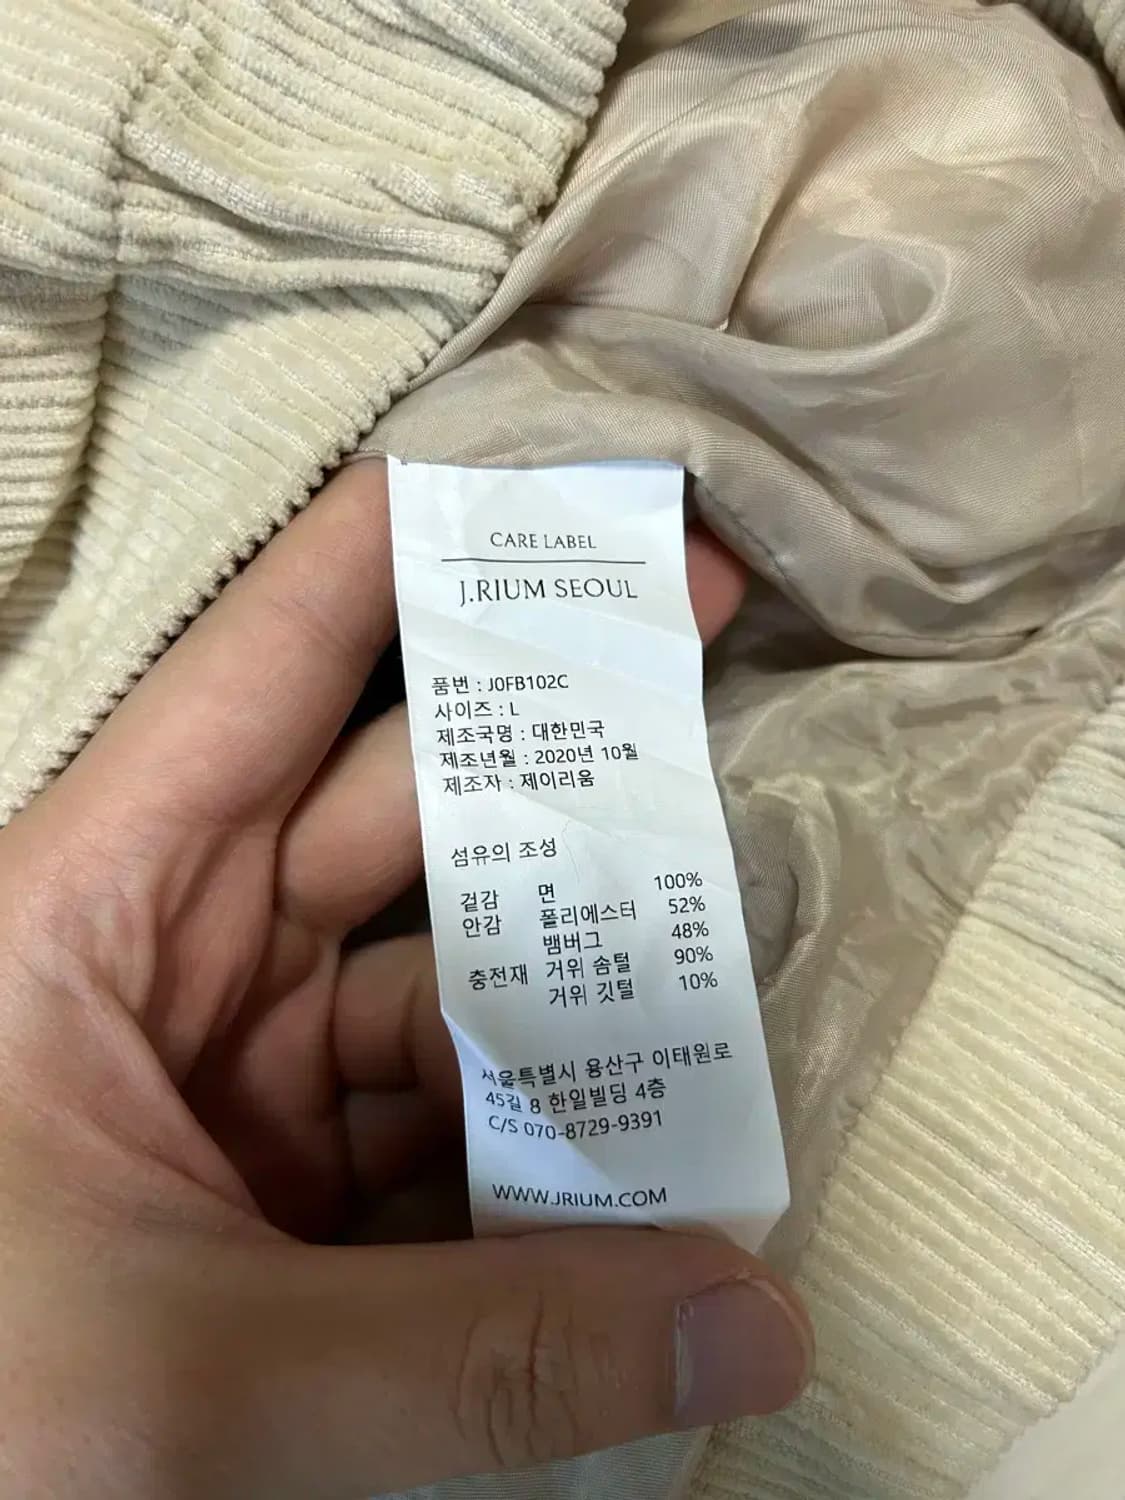 CARE LABEL
J.RIUM SEOUL
품번 : J0FB102C
사이즈 : L
제조국명 : 대한민국
제조년월 : 2020년 10월
제조자 : 제이리움
섬유의 조성
겉감 면 100%
안감 폴리에스터 52%
뱀버그 48%
충전재 거위 솜털 90%
거위 깃털 10%
서울특별시 용산구 이태원로
45길 8 한일빌딩 4층
C/S 070-8729-9391
WWW.JRIUM.COM